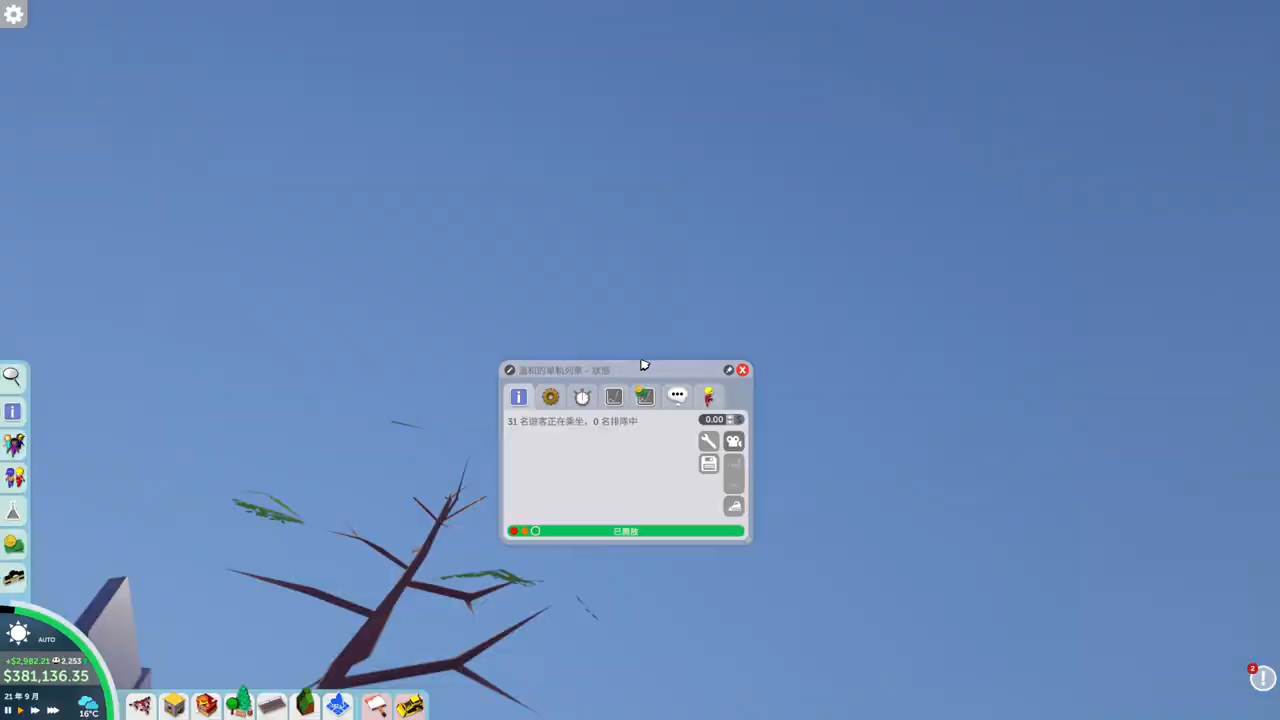 溫和的單軌列車 - 狀態
31 名遊客正在乘坐，0 名排隊中
0.00
已開放
AUTO
+$2,982.21 2,253
$381,136.35
21 年 9 月
16°C
2